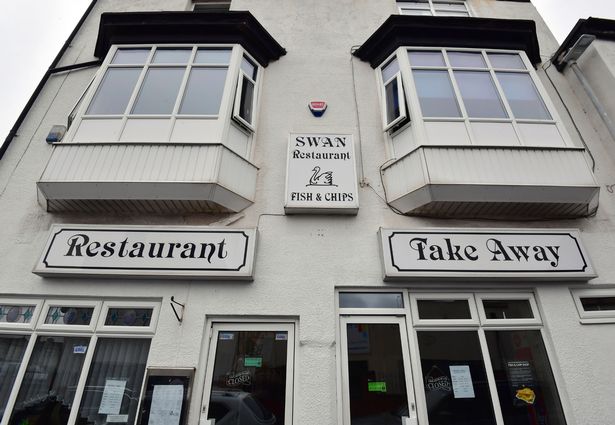 SWAN
Restaurant
FISH & CHIPS
Restaurant
Take Away
CLOSED
CLOSED